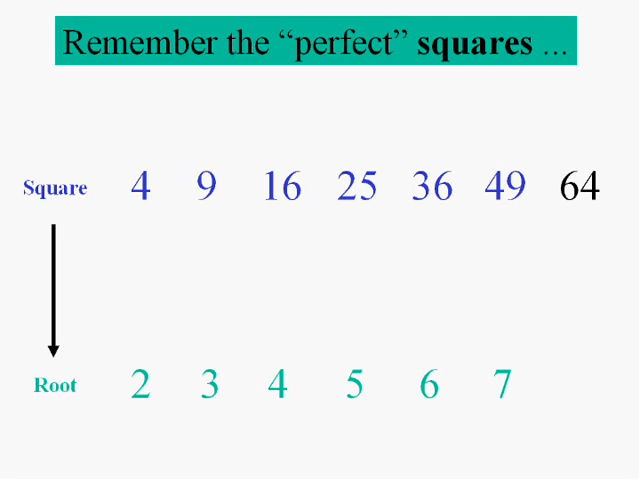 Remember the “perfect” squares ...
Square 4 9 16 25 36 49 64
Root 2 3 4 5 6 7